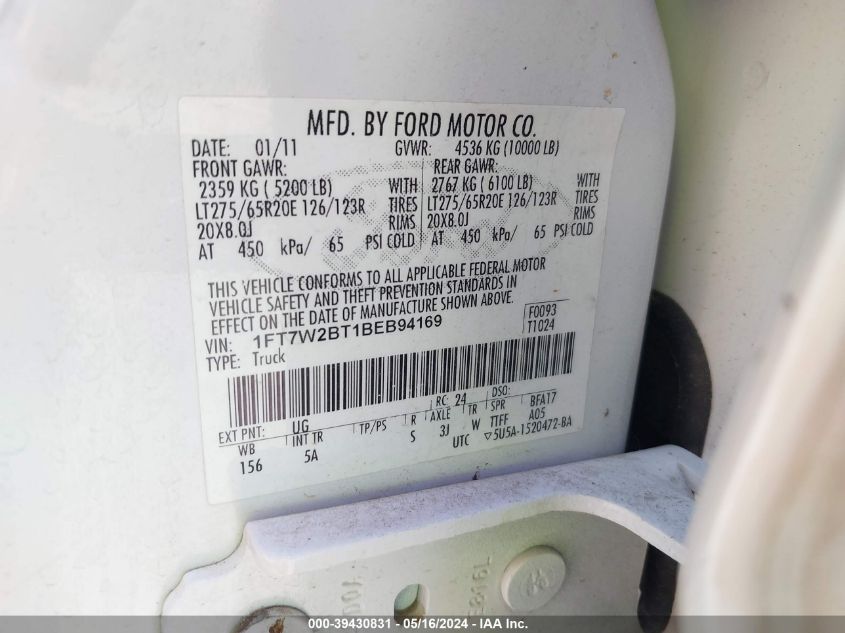 MFD. BY FORD MOTOR CO.
DATE: 01/11 GVWR: 4536 KG (10000 LB)
FRONT GAWR: REAR GAWR:
2359 KG ( 5200 LB) WITH 2767 KG ( 6100 LB) WITH
LT275/65R20E 126/123R TIRES LT275/65R20E 126/123R TIRES
20X8.0J RIMS 20X8.0J RIMS
AT 450 kPa/ 65 PSI COLD AT 450 kPa/ 65 PSI COLD
THIS VEHICLE CONFORMS TO ALL APPLICABLE FEDERAL MOTOR
VEHICLE SAFETY AND THEFT PREVENTION STANDARDS IN
EFFECT ON THE DATE OF MANUFACTURE SHOWN ABOVE.
VIN: 1FT7W2BT1BEB94169 F0093
TYPE: Truck T1024
EXT PNT: UG RC: 24 DSO:
WB INT TR TP/PS R AXLE TR SPR BFA17
156 5A S 3J W TTFF A05
UTC ▽5U5A-1520472-BA
000-39430831 - 05/16/2024 - IAA Inc.